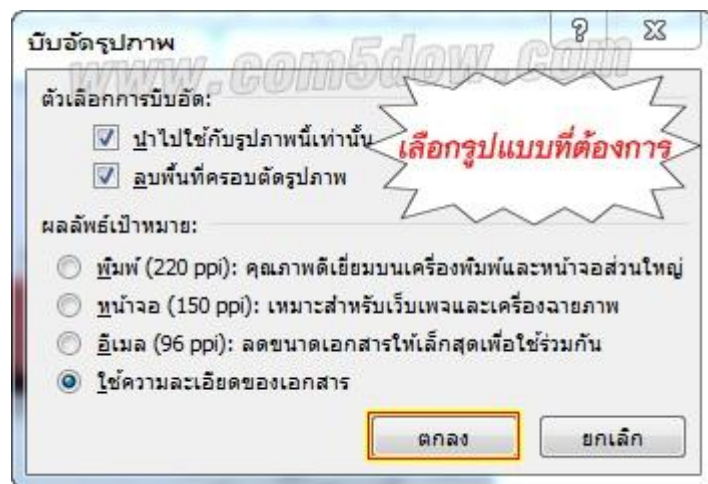 บีบอัดรูปภาพ
www.com5dow.com
ตัวเลือกการบีบอัด:
นำไปใช้กับรูปภาพนี้เท่านั้น
ลบพื้นที่ครอบตัดรูปภาพ
เลือกรูปแบบที่ต้องการ
ผลลัพธ์เป้าหมาย:
พิมพ์ (220 ppi): คุณภาพดีเยี่ยมบนเครื่องพิมพ์และหน้าจอส่วนใหญ่
หน้าจอ (150 ppi): เหมาะสำหรับเว็บเพจและเครื่องฉายภาพ
อีเมล (96 ppi): ลดขนาดเอกสารให้เล็กสุดเพื่อใช้ร่วมกัน
ใช้ความละเอียดของเอกสาร
ตกลง ยกเลิก